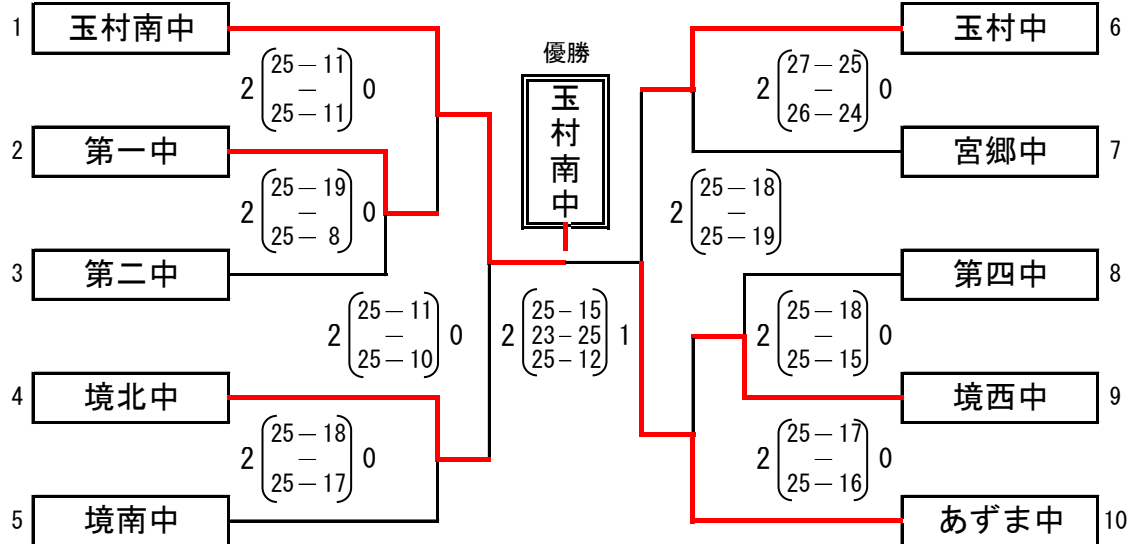 1 玉村南中
2 第一中
3 第二中
4 境北中
5 境南中
2 25－11 － 25－11 0
2 25－19 － 25－ 8 0
2 25－11 － 25－10 0
2 25－18 － 25－17 0
優勝
玉村南中
2 25－15 23－25 25－12 1
2 27－25 － 26－24 0
2 25－18 － 25－19
2 25－18 － 25－15 0
2 25－17 － 25－16 0
玉村中 6
宮郷中 7
第四中 8
境西中 9
あずま中 10